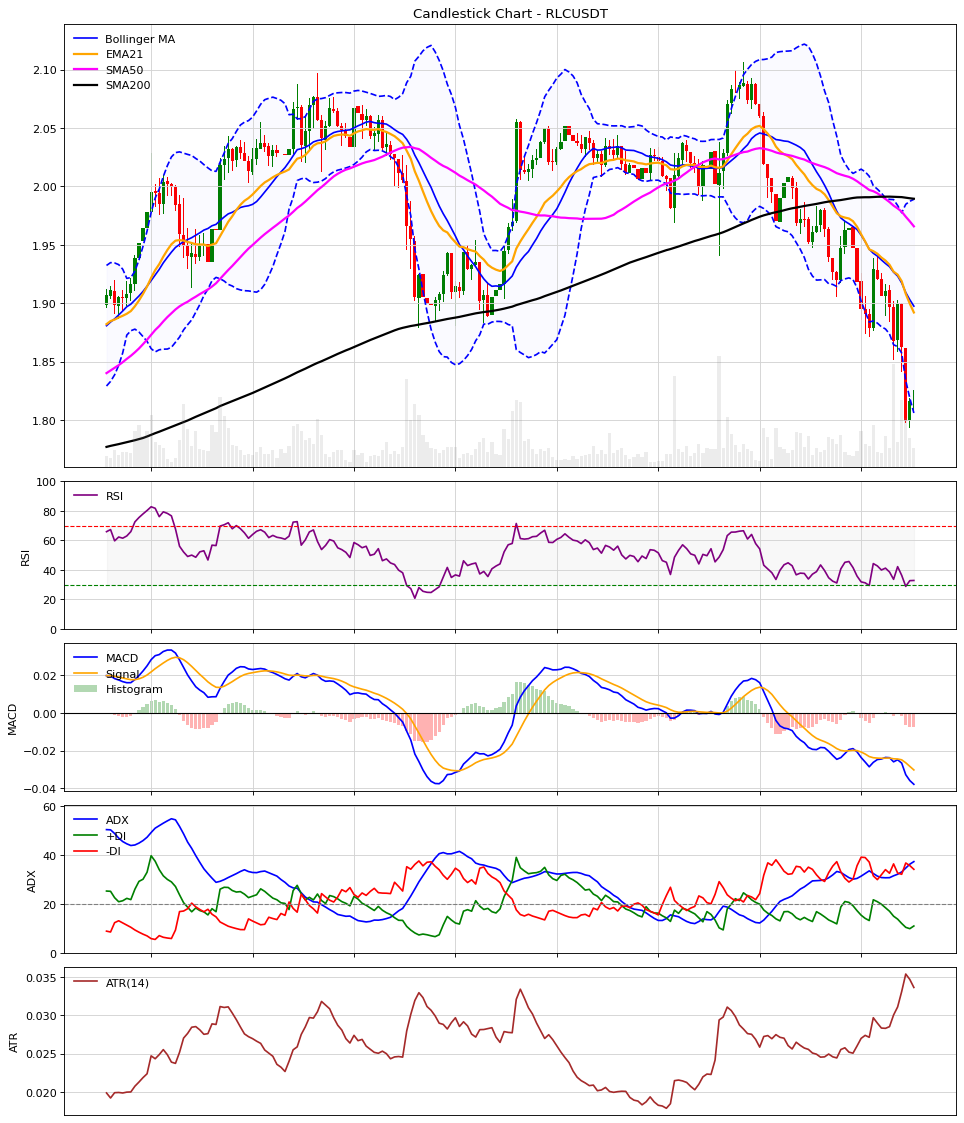 Candlestick Chart - RLCUSDT
Bollinger MA
EMA21
SMA50
SMA200
2.10
2.05
2.00
1.95
1.90
1.85
1.80
RSI
100
80
60
40
20
0
RSI
MACD
Signal
Histogram
0.02
0.00
−0.02
−0.04
MACD
ADX
+DI
-DI
60
40
20
0
ADX
ATR(14)
0.035
0.030
0.025
0.020
ATR